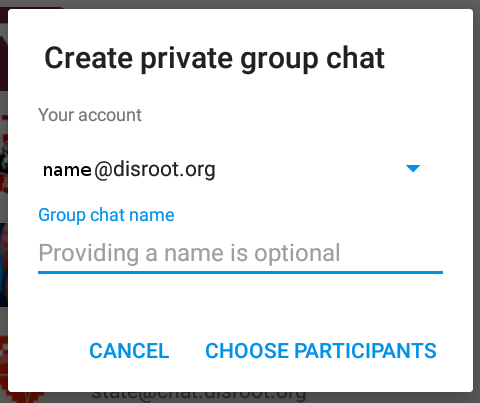 Create private group chat
Your account
name@disroot.org
Group chat name
Providing a name is optional
CANCEL CHOOSE PARTICIPANTS
state@chat.disroot.org